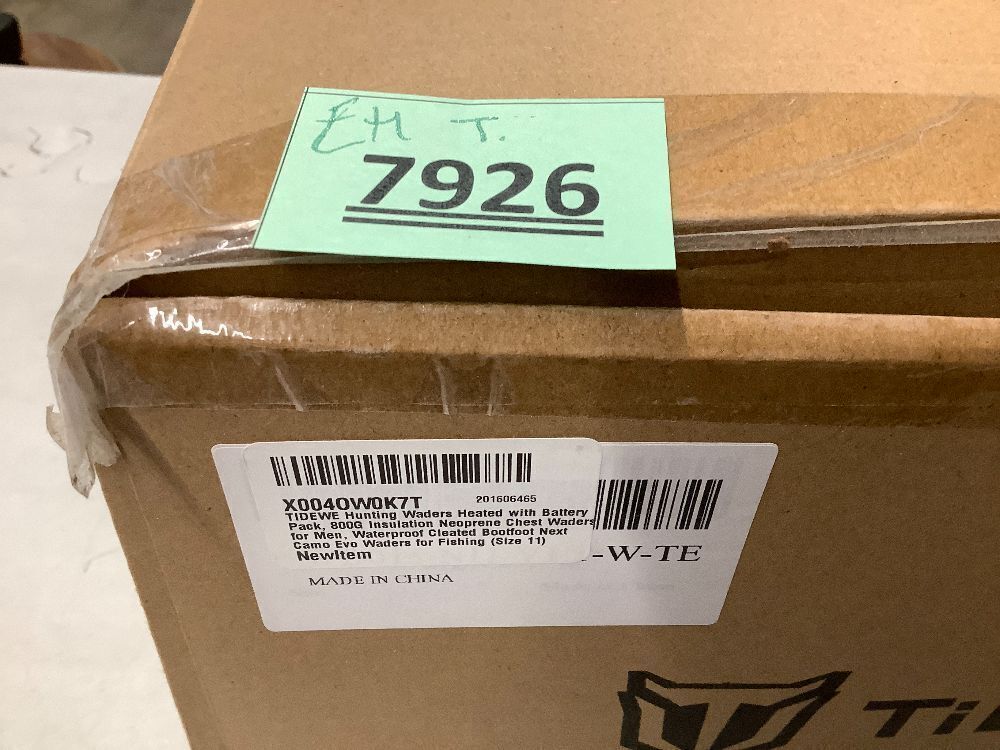 EH T.
7926
X004OW0K7T 201606465
TIDEWE Hunting Waders Heated with Battery
Pack, 800G Insulation Neoprene Chest Waders
for Men, Waterproof Cleated Bootfoot Next
Camo Evo Waders for Fishing (Size 11)
NewItem
-W-TE
MADE IN CHINA